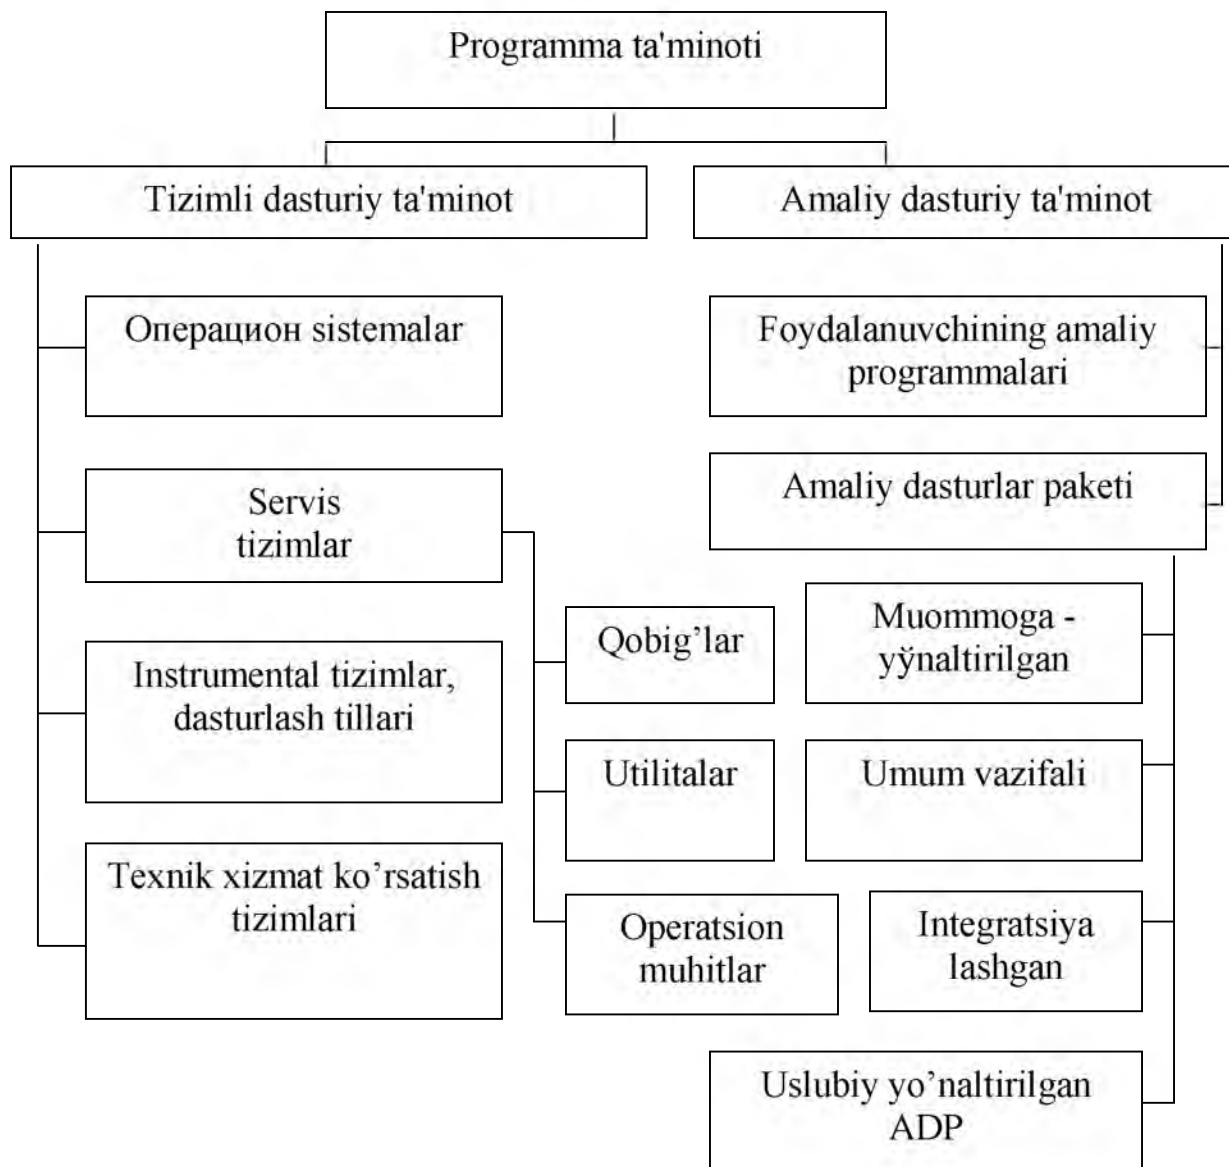 Programma ta'minoti
Tizimli dasturiy ta'minot
Amaliy dasturiy ta'minot
Операцион sistemalar
Foydalanuvchining amaliy
programmalari
Servis
tizimlar
Amaliy dasturlar paketi
Instrumental tizimlar,
dasturlash tillari
Qobig’lar
Muommoga -
yўnaltirilgan
Utilitalar
Umum vazifali
Texnik xizmat ko’rsatish
tizimlari
Operatsion
muhitlar
Integratsiya
lashgan
Uslubiy yo’naltirilgan
ADP